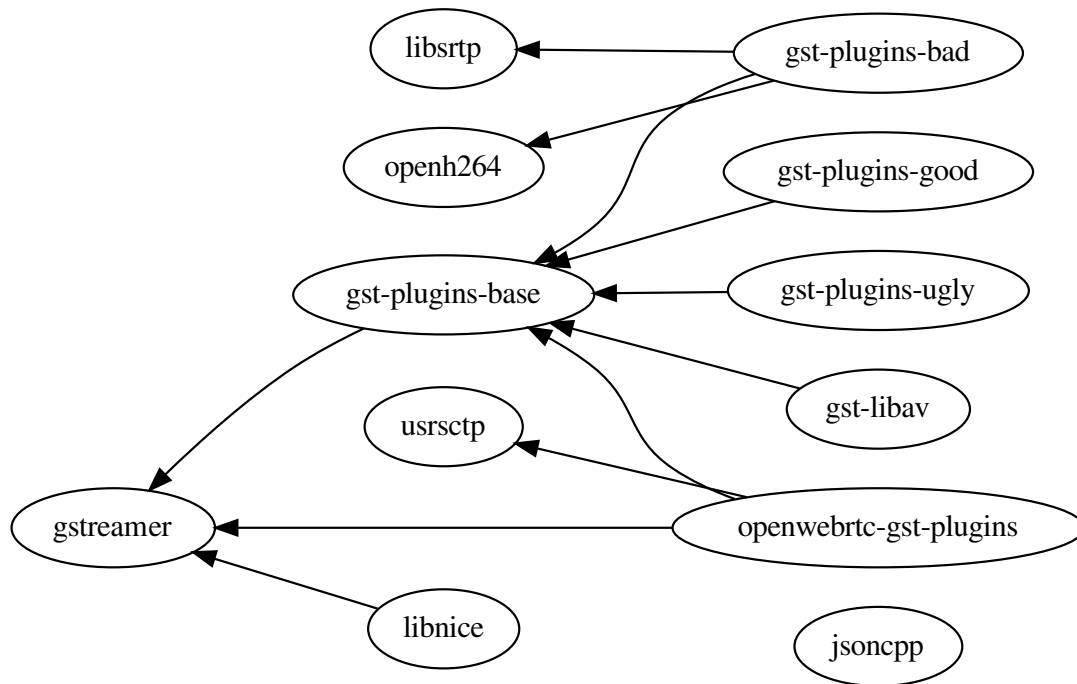 libsrtp
gst-plugins-bad
openh264
gst-plugins-good
gst-plugins-base
gst-plugins-ugly
usrsctp
gst-libav
gstreamer
openwebrtc-gst-plugins
libnice
jsoncpp